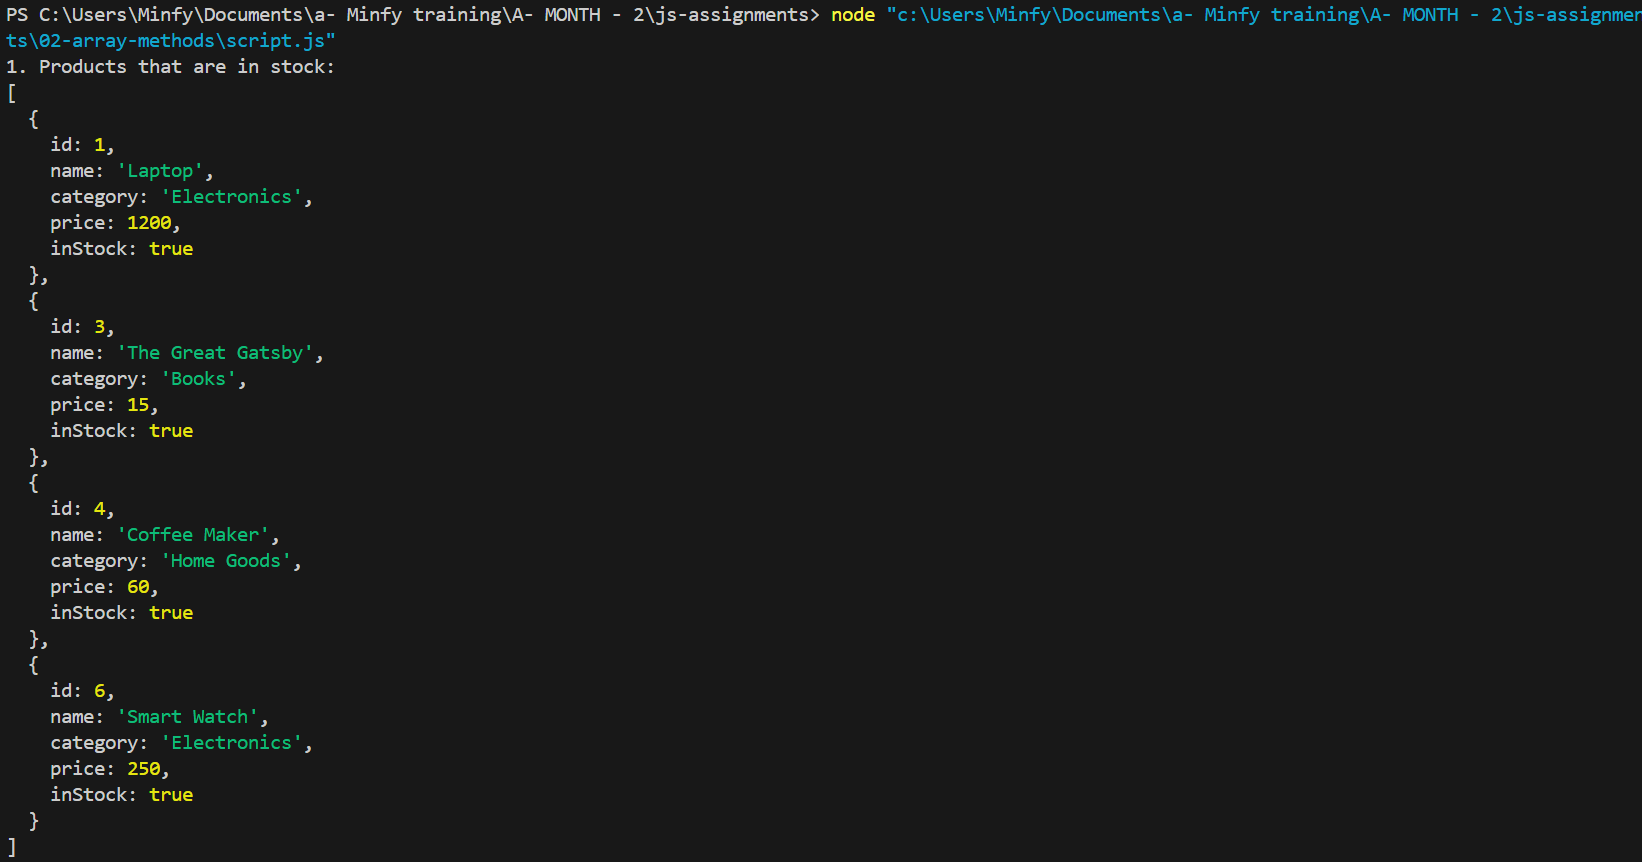 PS C:\Users\Minfy\Documents\a- Minfy training\A- MONTH - 2\js-assignments> node "c:\Users\Minfy\Documents\a- Minfy training\A- MONTH - 2\js-assignmen
ts\02-array-methods\script.js"
1. Products that are in stock:
[
  {
    id: 1,
    name: 'Laptop',
    category: 'Electronics',
    price: 1200,
    inStock: true
  },
  {
    id: 3,
    name: 'The Great Gatsby',
    category: 'Books',
    price: 15,
    inStock: true
  },
  {
    id: 4,
    name: 'Coffee Maker',
    category: 'Home Goods',
    price: 60,
    inStock: true
  },
  {
    id: 6,
    name: 'Smart Watch',
    category: 'Electronics',
    price: 250,
    inStock: true
  }
]